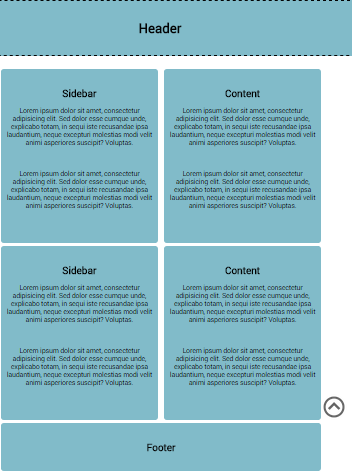 Header
Sidebar
Lorem ipsum dolor sit amet, consectetur
adipisicing elit. Sed dolor esse cumque unde,
explicabo totam, in sequi iste recusandae ipsa
laudantium, neque excepturi molestias modi velit
animi asperiores suscipit? Voluptas.
Lorem ipsum dolor sit amet, consectetur
adipisicing elit. Sed dolor esse cumque unde,
explicabo totam, in sequi iste recusandae ipsa
laudantium, neque excepturi molestias modi velit
animi asperiores suscipit? Voluptas.
Content
Lorem ipsum dolor sit amet, consectetur
adipisicing elit. Sed dolor esse cumque unde,
explicabo totam, in sequi iste recusandae ipsa
laudantium, neque excepturi molestias modi velit
animi asperiores suscipit? Voluptas.
Lorem ipsum dolor sit amet, consectetur
adipisicing elit. Sed dolor esse cumque unde,
explicabo totam, in sequi iste recusandae ipsa
laudantium, neque excepturi molestias modi velit
animi asperiores suscipit? Voluptas.
Sidebar
Lorem ipsum dolor sit amet, consectetur
adipisicing elit. Sed dolor esse cumque unde,
explicabo totam, in sequi iste recusandae ipsa
laudantium, neque excepturi molestias modi velit
animi asperiores suscipit? Voluptas.
Lorem ipsum dolor sit amet, consectetur
adipisicing elit. Sed dolor esse cumque unde,
explicabo totam, in sequi iste recusandae ipsa
laudantium, neque excepturi molestias modi velit
animi asperiores suscipit? Voluptas.
Content
Lorem ipsum dolor sit amet, consectetur
adipisicing elit. Sed dolor esse cumque unde,
explicabo totam, in sequi iste recusandae ipsa
laudantium, neque excepturi molestias modi velit
animi asperiores suscipit? Voluptas.
Lorem ipsum dolor sit amet, consectetur
adipisicing elit. Sed dolor esse cumque unde,
explicabo totam, in sequi iste recusandae ipsa
laudantium, neque excepturi molestias modi velit
animi asperiores suscipit? Voluptas.
Footer